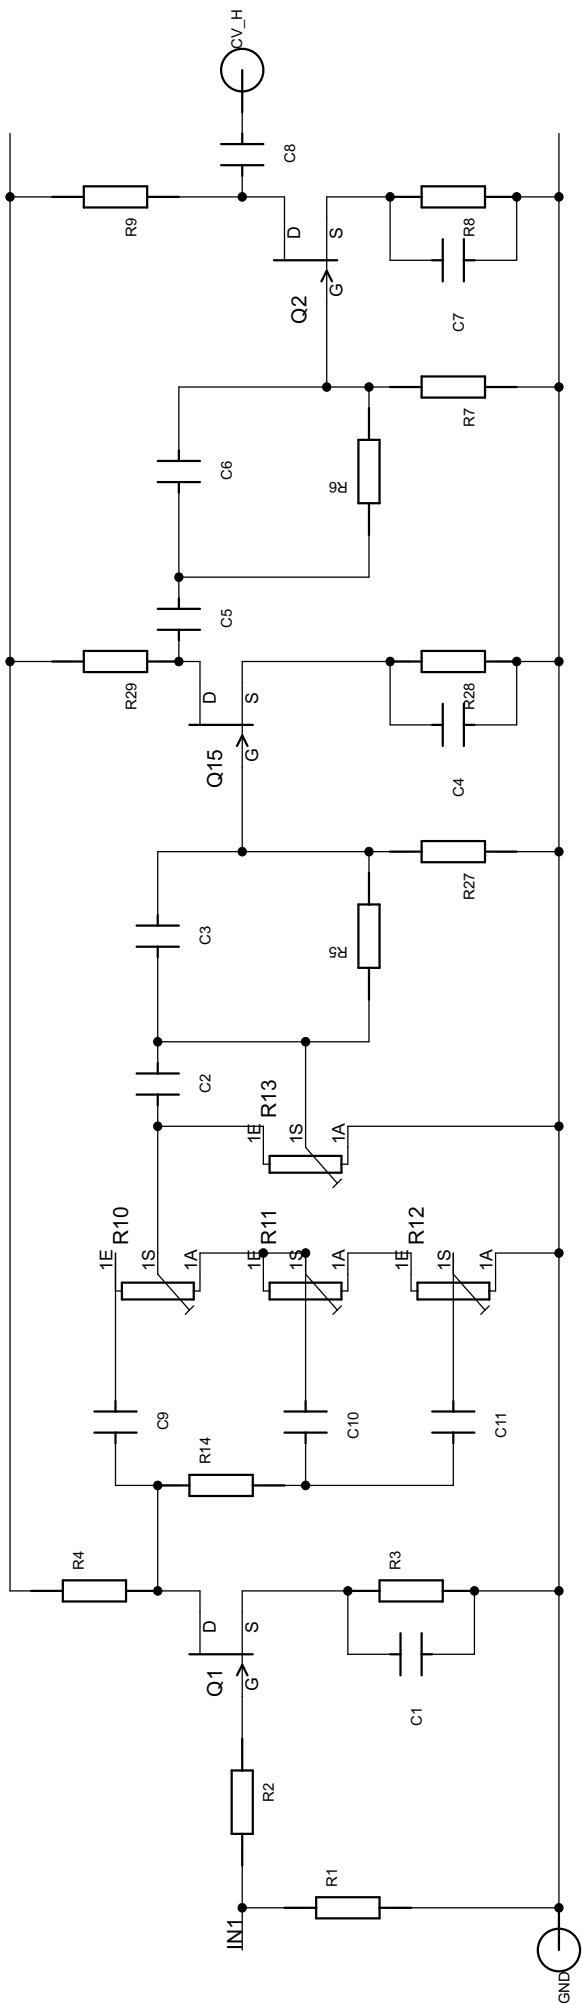 CV_H
C8
R9
D
S
R8
G
Q2
C7
R7
C6
R6
C5
R29
D
S
R28
G
Q15
C4
R27
C3
R5
C2
R13
1E
1S
1A
R10
1E
1S
1A
R11
1E
1S
1A
R12
1E
1S
1A
C9
C10
C11
R14
R4
R3
D
S
G
Q1
C1
R2
R1
IN1
GND